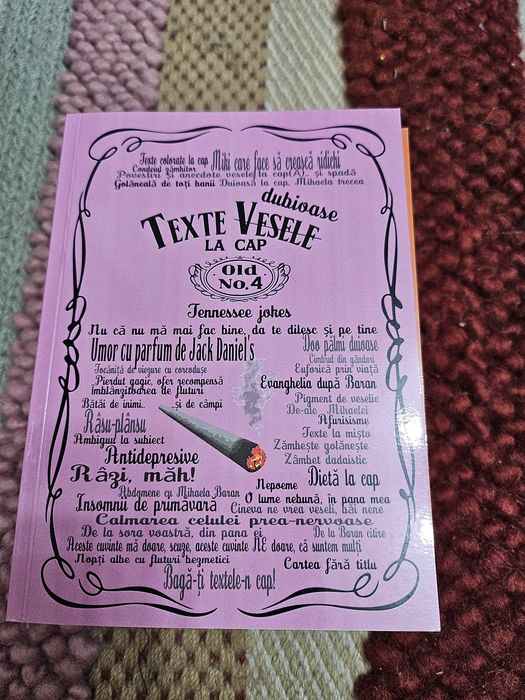 Texte colorate la cap Miki care face să crească ridichi
Condeiul zâmbitor
Povestiri și anecdote vesele la cap(A).. și spadă
Golăneală de toți banii Duioasă la cap, Mihaela trecea
dubioase
TEXTE VESELE
LA CAP
Old
No.4
Tennessee jokes
Nu că nu mă mai fac bine, da te dilesc și pe tine
Umor cu parfum de Jack Daniel's Doo pălmi duioase
Cimbrul din gânduri
Tocăniță de viezure cu corcodușe Euforică prin viață
Pierdut gagic, ofer recompensă Evanghelia după Baran
Îmblânzitoarea de fluturi Pigment de veselie
Bătăi de inimi.. ...și de câmpi De-ale Mihaelei
Râsu-plânsu Afurisisme
Texte la mișto
Ambigul la subiect Zâmbește golănește
Antidepresive Zâmbet dadaistic
Râzi, măh! Dietă la cap
Nepoeme
Abdomene cu Mihaela Baran O lume nebună, în pana mea
Insomnii de primăvară Cineva ne vrea veseli, băi nene
Calmarea celulei prea-nervoase
De la sora voastră, din pana ei De la Baran citire
Aceste cuvinte mă doare, scuze, aceste cuvinte NE doare, că suntem mulți
Nopți albe cu fluturi bezmetici Cartea fără titlu
Bagă-ți textele-n cap!